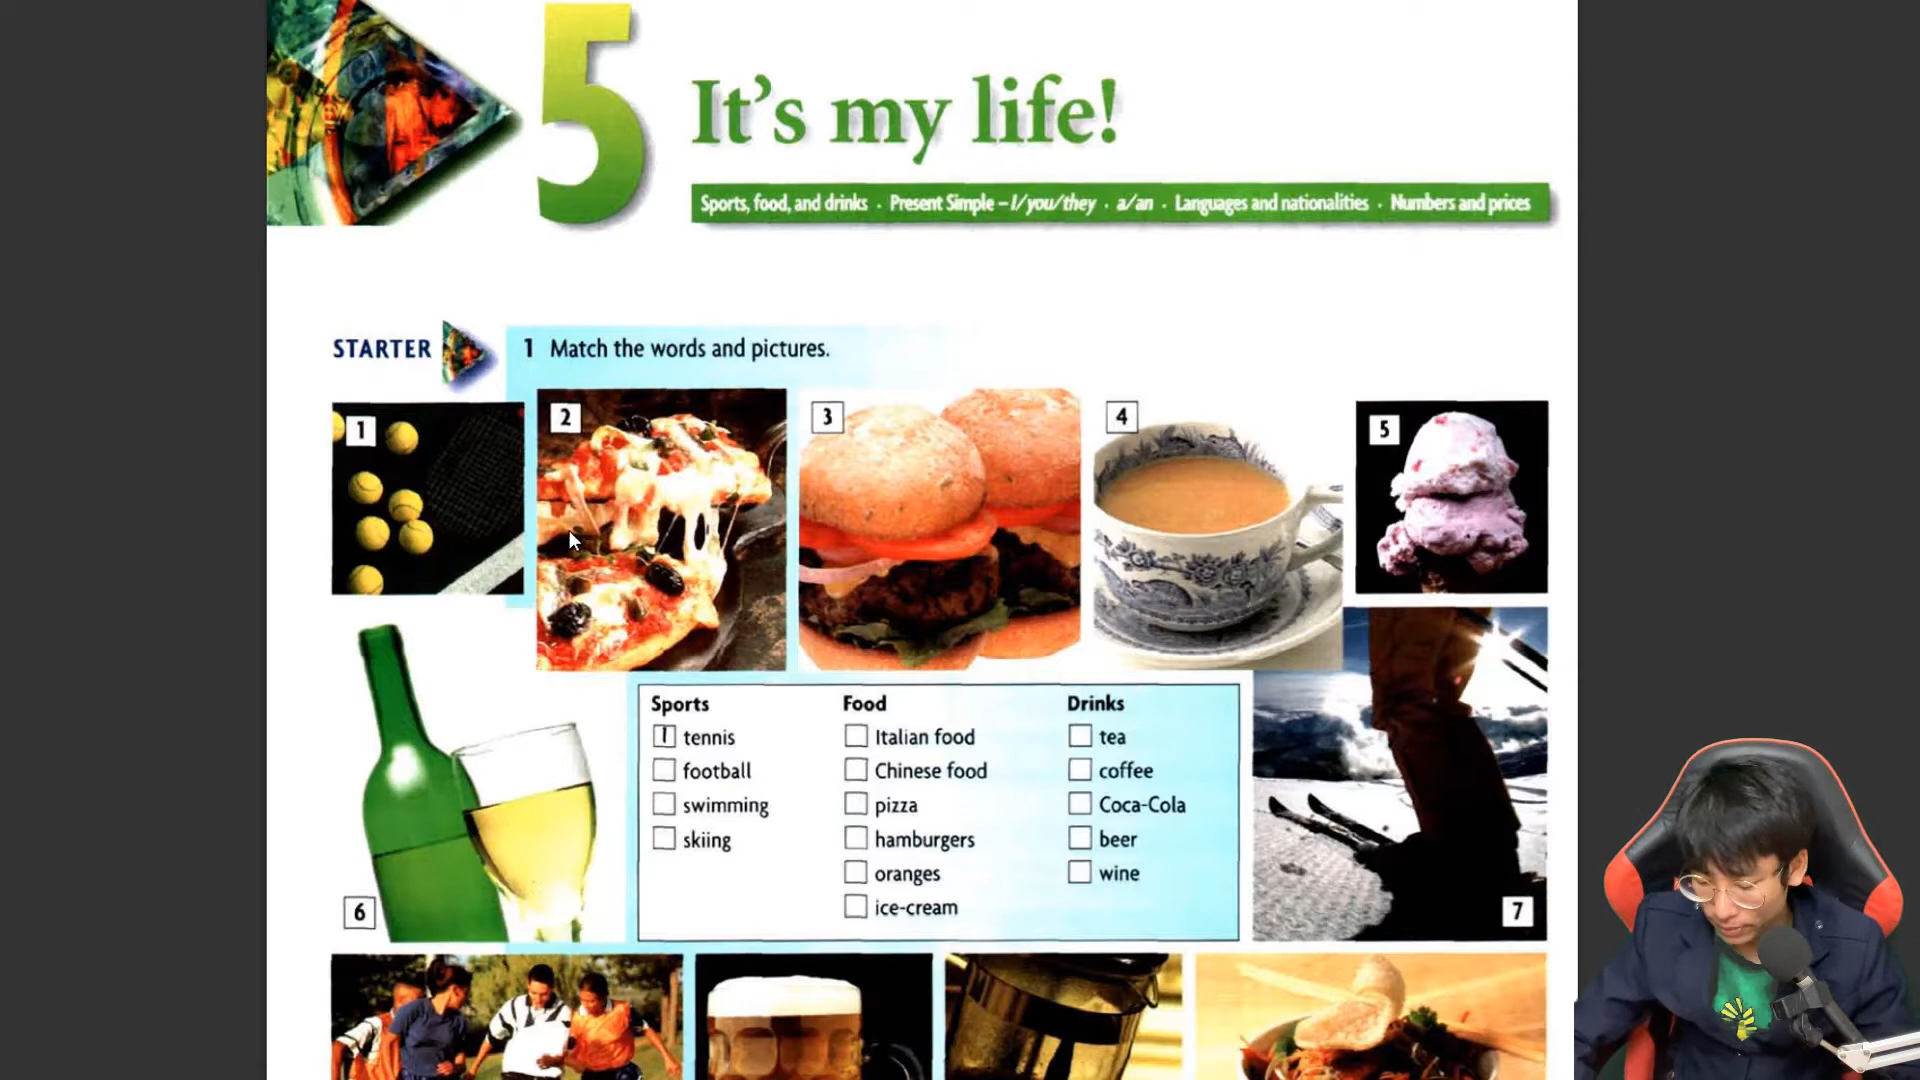 5
It's my life!
Sports, food, and drinks · Present Simple – I/you/they · a/an · Languages and nationalities · Numbers and prices
STARTER
1 Match the words and pictures.
1
2
3
4
5
Sports
1 tennis
football
swimming
skiing
Food
Italian food
Chinese food
pizza
hamburgers
oranges
ice-cream
Drinks
tea
coffee
Coca-Cola
beer
wine
6
7